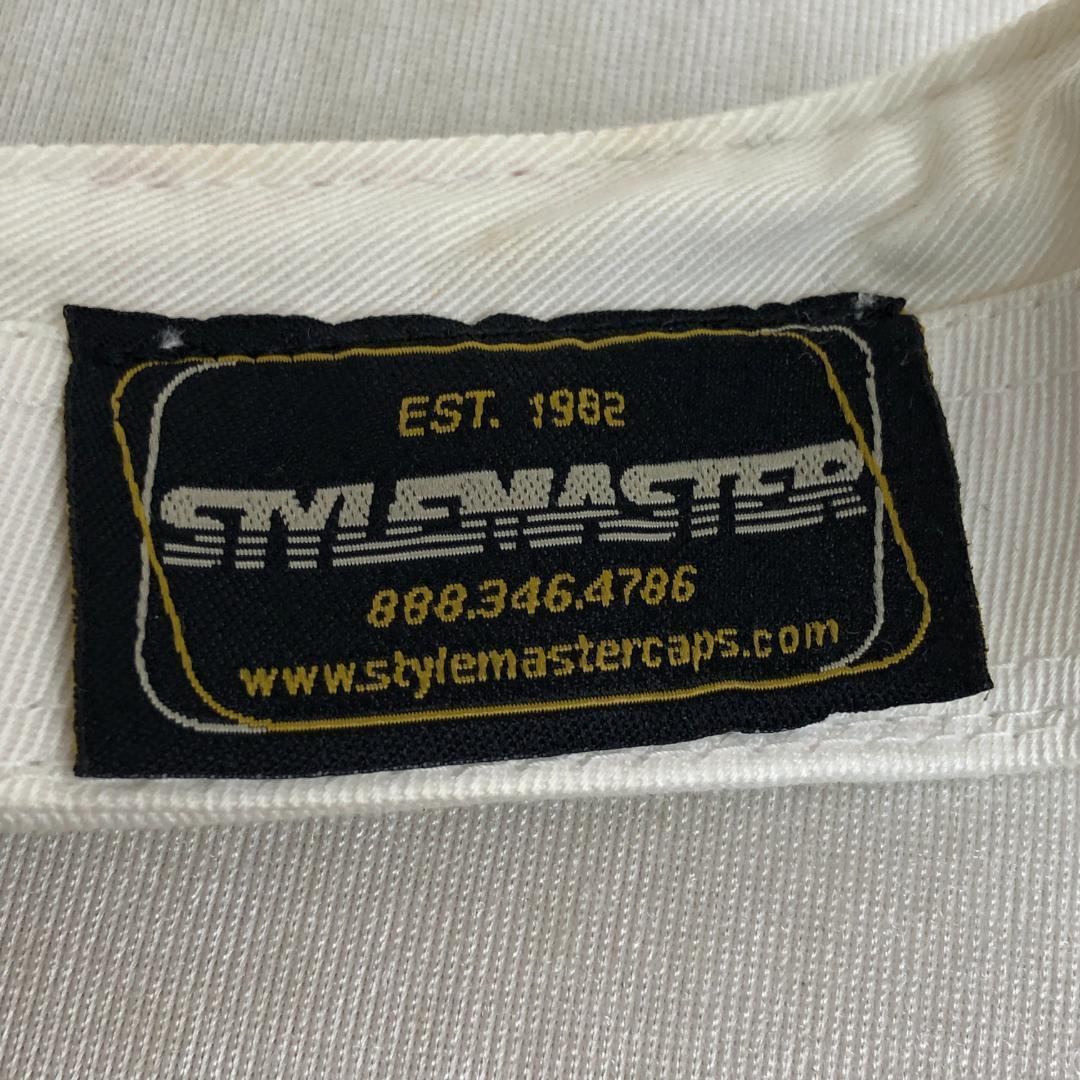 EST. 1982
STYLEMASTER
888.346.4786
www.stylemastercaps.com